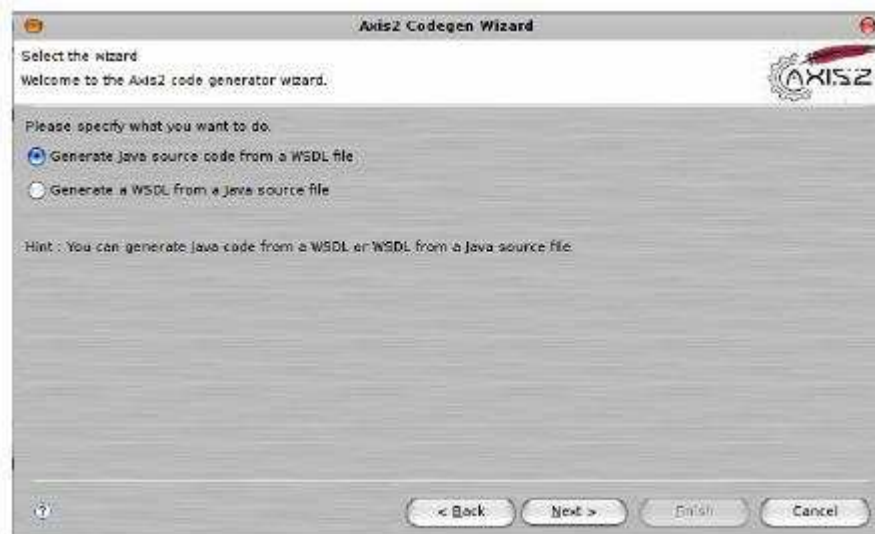 Axis2 Codegen Wizard
Select the wizard
Welcome to the Axis2 code generator wizard.
AXIS2
Please specify what you want to do.
Generate Java source code from a WSDL file
Generate a WSDL from a Java source file
Hint : You can generate Java code from a WSDL or WSDL from a Java source file
? < Back Next > Finish Cancel